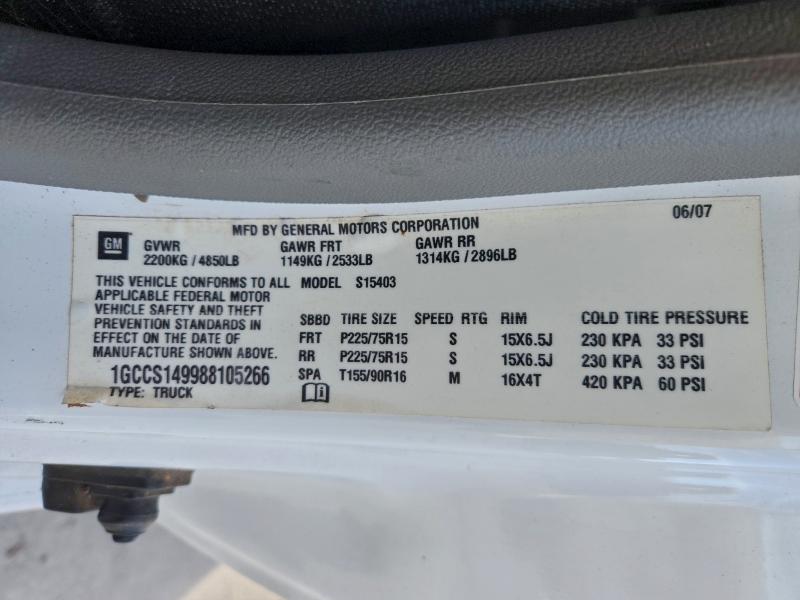 06/07
MFD BY GENERAL MOTORS CORPORATION
GM
GVWR GAWR FRT GAWR RR
2200KG / 4850LB 1149KG / 2533LB 1314KG / 2896LB
THIS VEHICLE CONFORMS TO ALL MODEL S15403
APPLICABLE FEDERAL MOTOR
VEHICLE SAFETY AND THEFT
PREVENTION STANDARDS IN
EFFECT ON THE DATE OF
MANUFACTURE SHOWN ABOVE.
SBBD TIRE SIZE SPEED RTG RIM COLD TIRE PRESSURE
FRT P225/75R15 S 15X6.5J 230 KPA 33 PSI
RR P225/75R15 S 15X6.5J 230 KPA 33 PSI
SPA T155/90R16 M 16X4T 420 KPA 60 PSI
1GCCS149988105266
TYPE: TRUCK